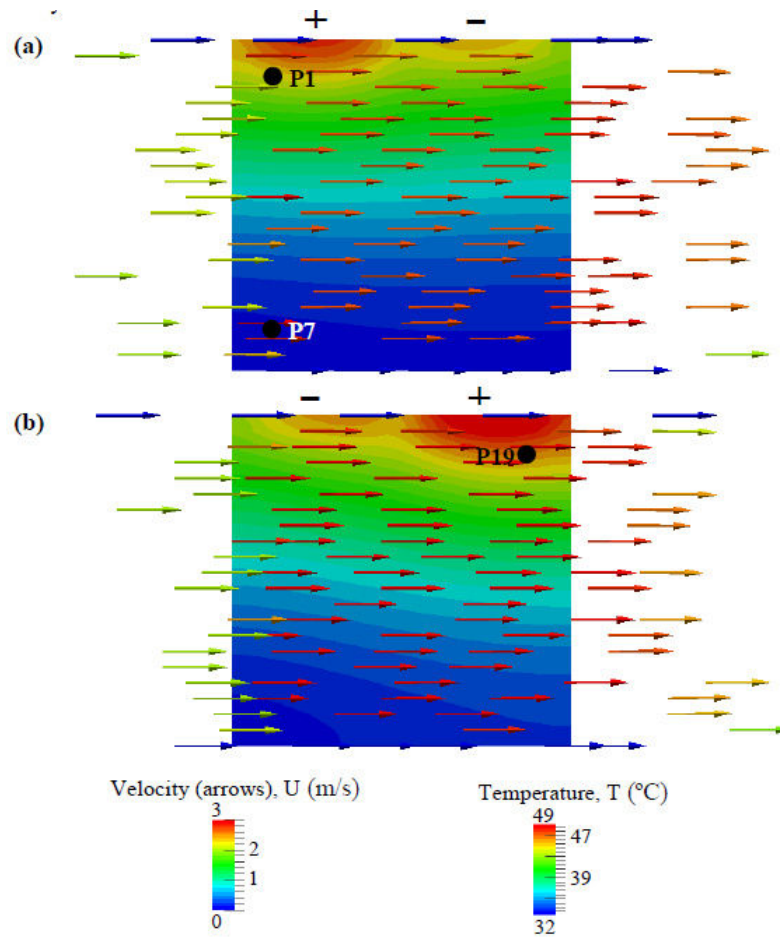 + −
(a)
P1
P7
− +
(b)
P19
Velocity (arrows), U (m/s)
3
2
1
0
Temperature, T (°C)
49
47
39
32